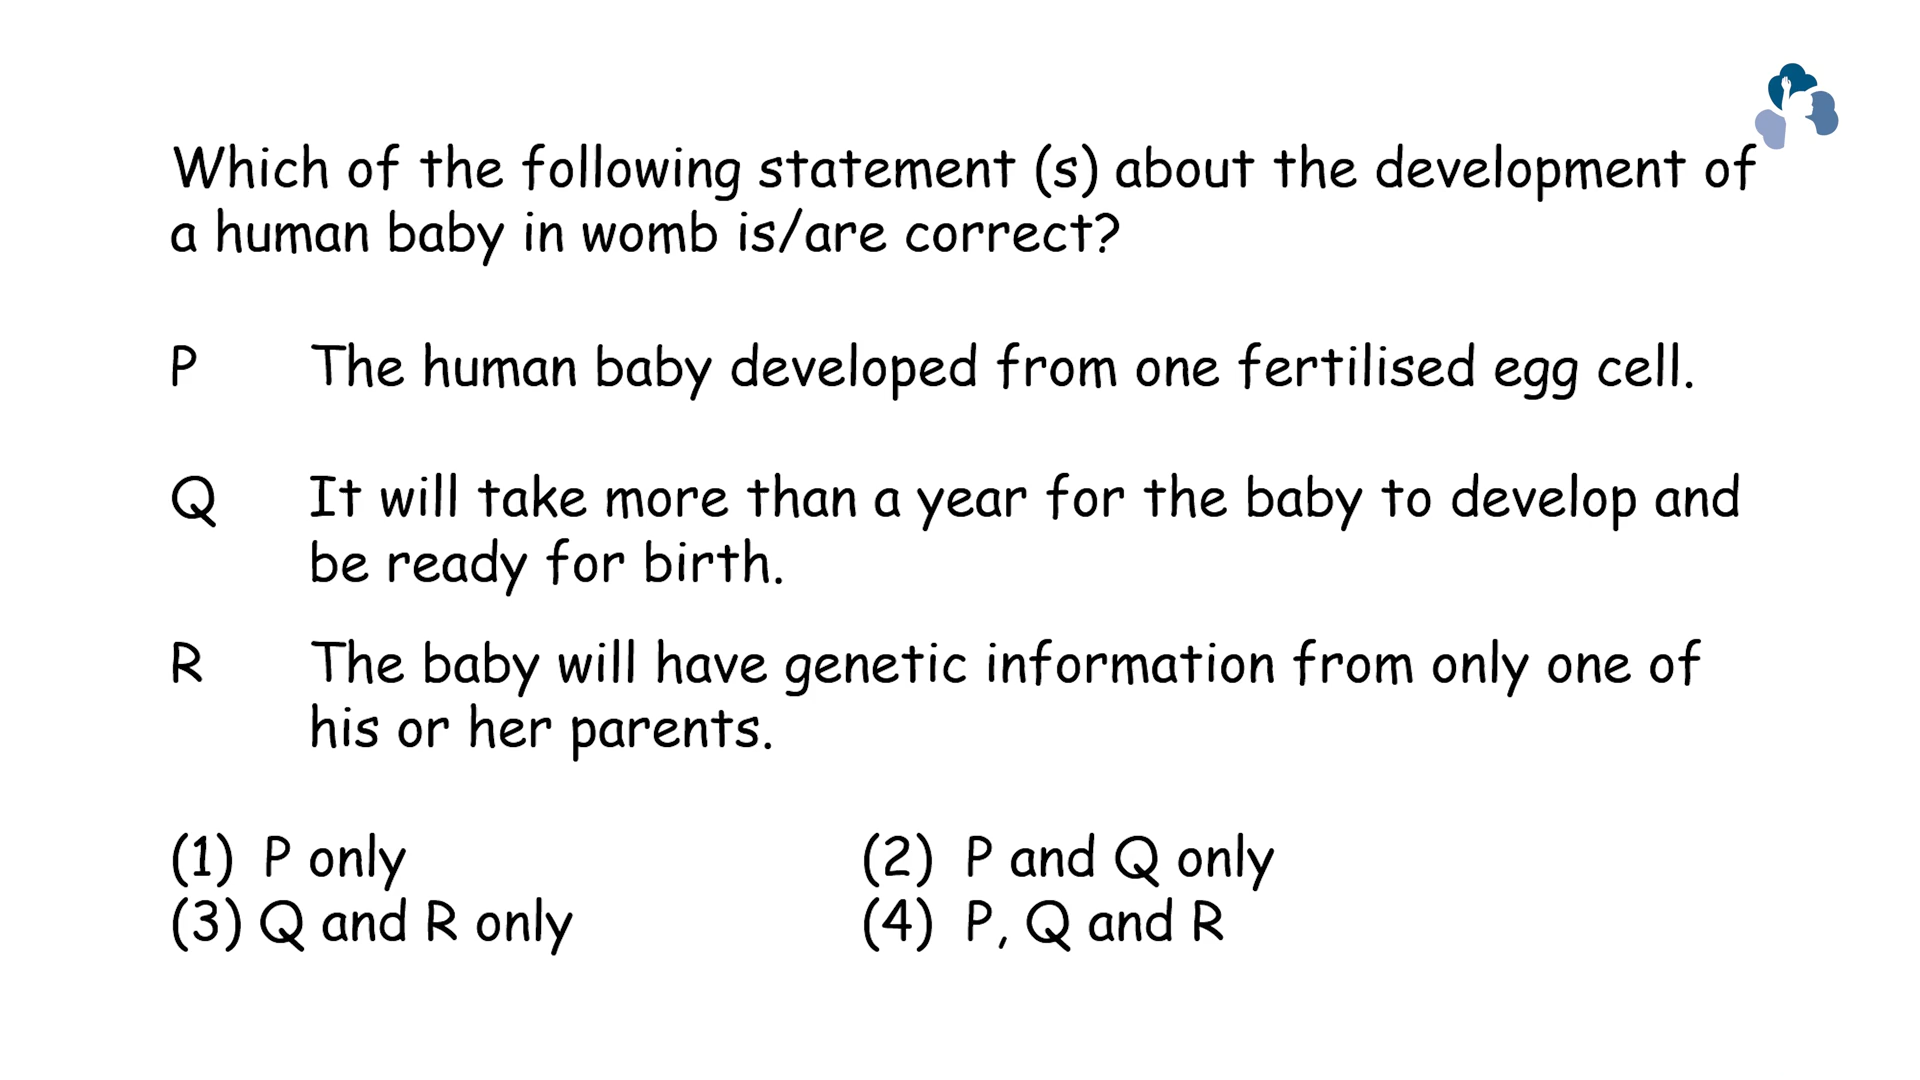 Which of the following statement (s) about the development of
a human baby in womb is/are correct?
P The human baby developed from one fertilised egg cell.
Q It will take more than a year for the baby to develop and
be ready for birth.
R The baby will have genetic information from only one of
his or her parents.
(1) P only (2) P and Q only
(3) Q and R only (4) P, Q and R